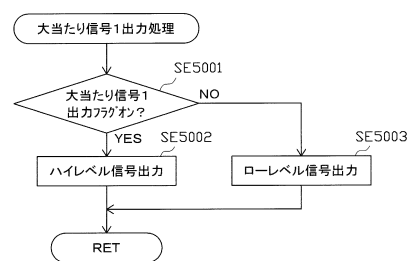 大当たり信号1出力処理
SE5001
大当たり信号1
出力フラグオン?
NO
YES
SE5002
SE5003
ハイレベル信号出力
ローレベル信号出力
RET